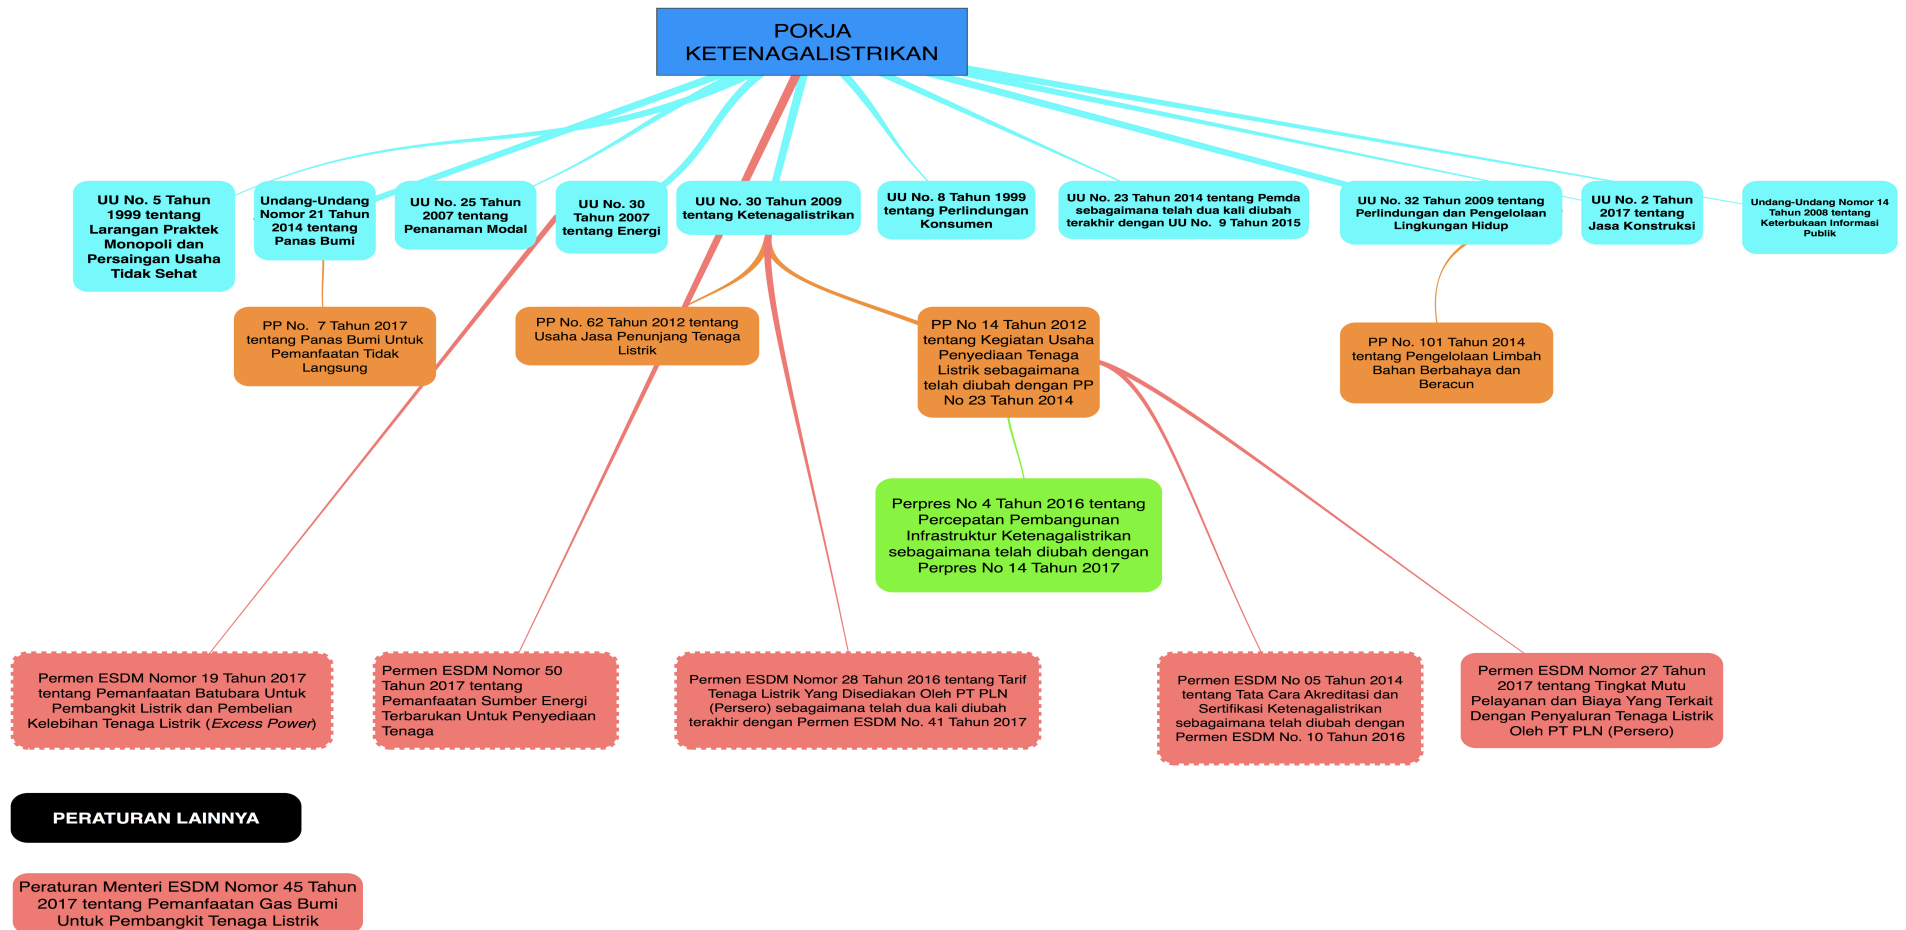 POKJA
KETENAGALISTRIKAN
UU No. 5 Tahun
1999 tentang
Larangan Praktek
Monopoli dan
Persaingan Usaha
Tidak Sehat
Undang-Undang
Nomor 21 Tahun
2014 tentang
Panas Bumi
UU No. 25 Tahun
2007 tentang
Penanaman Modal
UU No. 30
Tahun 2007
tentang Energi
UU No. 30 Tahun 2009
tentang Ketenagalistrikan
UU No. 8 Tahun 1999
tentang Perlindungan
Konsumen
UU No. 23 Tahun 2014 tentang Pemda
sebagaimana telah dua kali diubah
terakhir dengan UU No.  9 Tahun 2015
UU No. 32 Tahun 2009 tentang
Perlindungan dan Pengelolaan
Lingkungan Hidup
UU No. 2 Tahun
2017 tentang
Jasa Konstruksi
Undang-Undang Nomor 14
Tahun 2008 tentang
Keterbukaan Informasi
Publik
PP No.  7 Tahun 2017
tentang Panas Bumi Untuk
Pemanfaatan Tidak
Langsung
PP No. 62 Tahun 2012 tentang
Usaha Jasa Penunjang Tenaga
Listrik
PP No 14 Tahun 2012
tentang Kegiatan Usaha
Penyediaan Tenaga
Listrik sebagaimana
telah diubah dengan PP
No 23 Tahun 2014
PP No. 101 Tahun 2014
tentang Pengelolaan Limbah
Bahan Berbahaya dan
Beracun
Perpres No 4 Tahun 2016 tentang
Percepatan Pembangunan
Infrastruktur Ketenagalistrikan
sebagaimana telah diubah dengan
Perpres No 14 Tahun 2017
Permen ESDM Nomor 19 Tahun 2017
tentang Pemanfaatan Batubara Untuk
Pembangkit Listrik dan Pembelian
Kelebihan Tenaga Listrik (Excess Power)
Permen ESDM Nomor 50
Tahun 2017 tentang
Pemanfaatan Sumber Energi
Terbarukan Untuk Penyediaan
Tenaga
Permen ESDM Nomor 28 Tahun 2016 tentang Tarif
Tenaga Listrik Yang Disediakan Oleh PT PLN
(Persero) sebagaimana telah dua kali diubah
terakhir dengan Permen ESDM No. 41 Tahun 2017
Permen ESDM No 05 Tahun 2014
tentang Tata Cara Akreditasi dan
Sertifikasi Ketenagalistrikan
sebagaimana telah diubah dengan
Permen ESDM No. 10 Tahun 2016
Permen ESDM Nomor 27 Tahun
2017 tentang Tingkat Mutu
Pelayanan dan Biaya Yang Terkait
Dengan Penyaluran Tenaga Listrik
Oleh PT PLN (Persero)
PERATURAN LAINNYA
Peraturan Menteri ESDM Nomor 45 Tahun
2017 tentang Pemanfaatan Gas Bumi
Untuk Pembangkit Tenaga Listrik